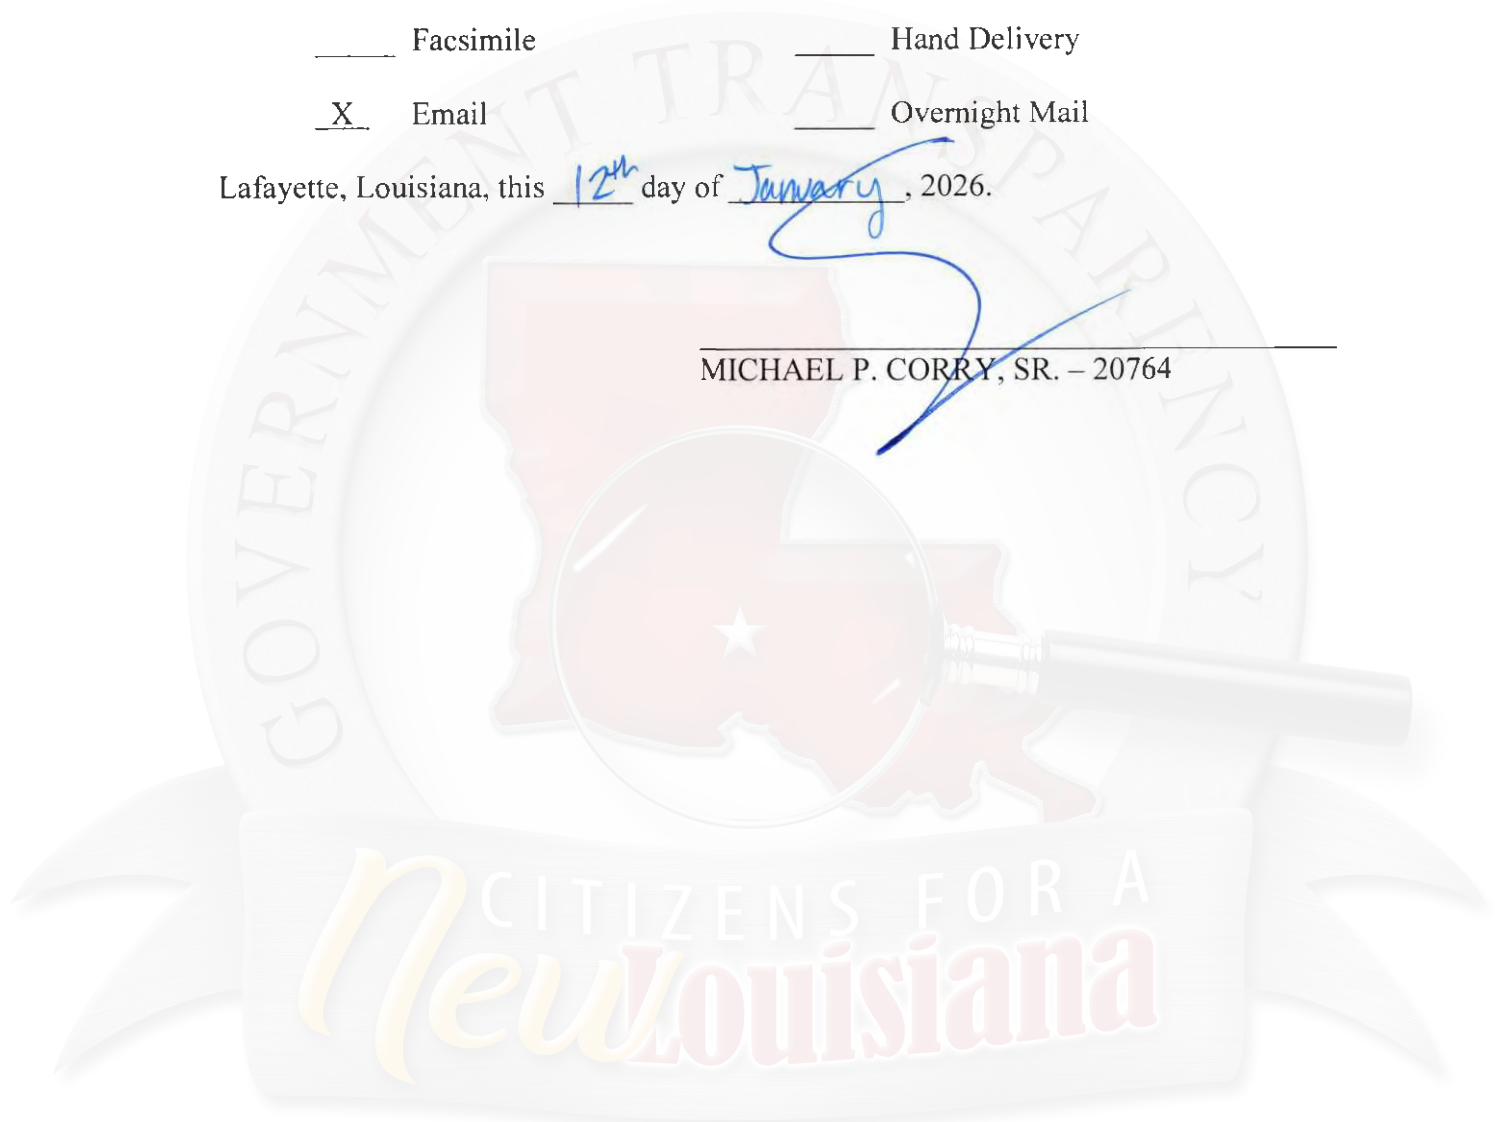 _____ Facsimile _____ Hand Delivery
_X_ Email _____ Overnight Mail
Lafayette, Louisiana, this 12th day of January, 2026.
MICHAEL P. CORRY, SR. – 20764
GOVERNMENT TRANSPARENCY
CITIZENS FOR A
New Louisiana